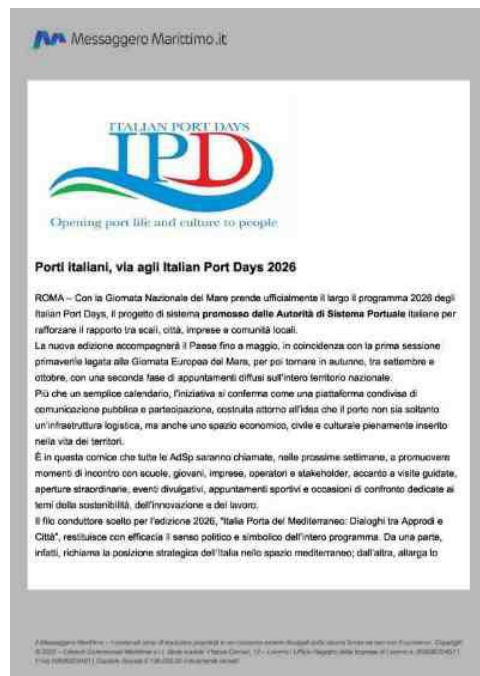 Messaggero Marittimo.it
ITALIAN PORT DAYS
IPD
Opening port life and culture to people
Porti italiani, via agli Italian Port Days 2026
ROMA – Con la Giornata Nazionale del Mare prende ufficialmente il largo il programma 2026 degli
Italian Port Days, il progetto di sistema promosso dalle Autorità di Sistema Portuale italiane per
rafforzare il rapporto tra scali, città, imprese e comunità locali.
La nuova edizione accompagnerà il Paese fino a maggio, in coincidenza con la prima sessione
primaverile legata alla Giornata Europea del Mare, per poi tornare in autunno, tra settembre e
ottobre, con una seconda fase di appuntamenti diffusi sull'intero territorio nazionale.
Più che un semplice calendario, l'iniziativa si conferma come una piattaforma condivisa di
comunicazione pubblica e partecipazione, costruita attorno all'idea che il porto non sia soltanto
un'infrastruttura logistica, ma anche uno spazio economico, civile e culturale pienamente inserito
nella vita dei territori.
È in questa cornice che tutte le AdSp saranno chiamate, nelle prossime settimane, a promuovere
momenti di incontro con scuole, giovani, imprese, operatori e stakeholder, accanto a visite guidate,
aperture straordinarie, eventi divulgativi, appuntamenti sportivi e occasioni di confronto dedicate ai
temi della sostenibilità, dell'innovazione e del lavoro.
Il filo conduttore scelto per l'edizione 2026, "Italia Porta del Mediterraneo: Dialoghi tra Approdi e
Città", restituisce con efficacia il senso politico e simbolico dell'intero programma. Da una parte,
infatti, richiama la posizione strategica dell'Italia nello spazio mediterraneo; dall'altra, allarga lo